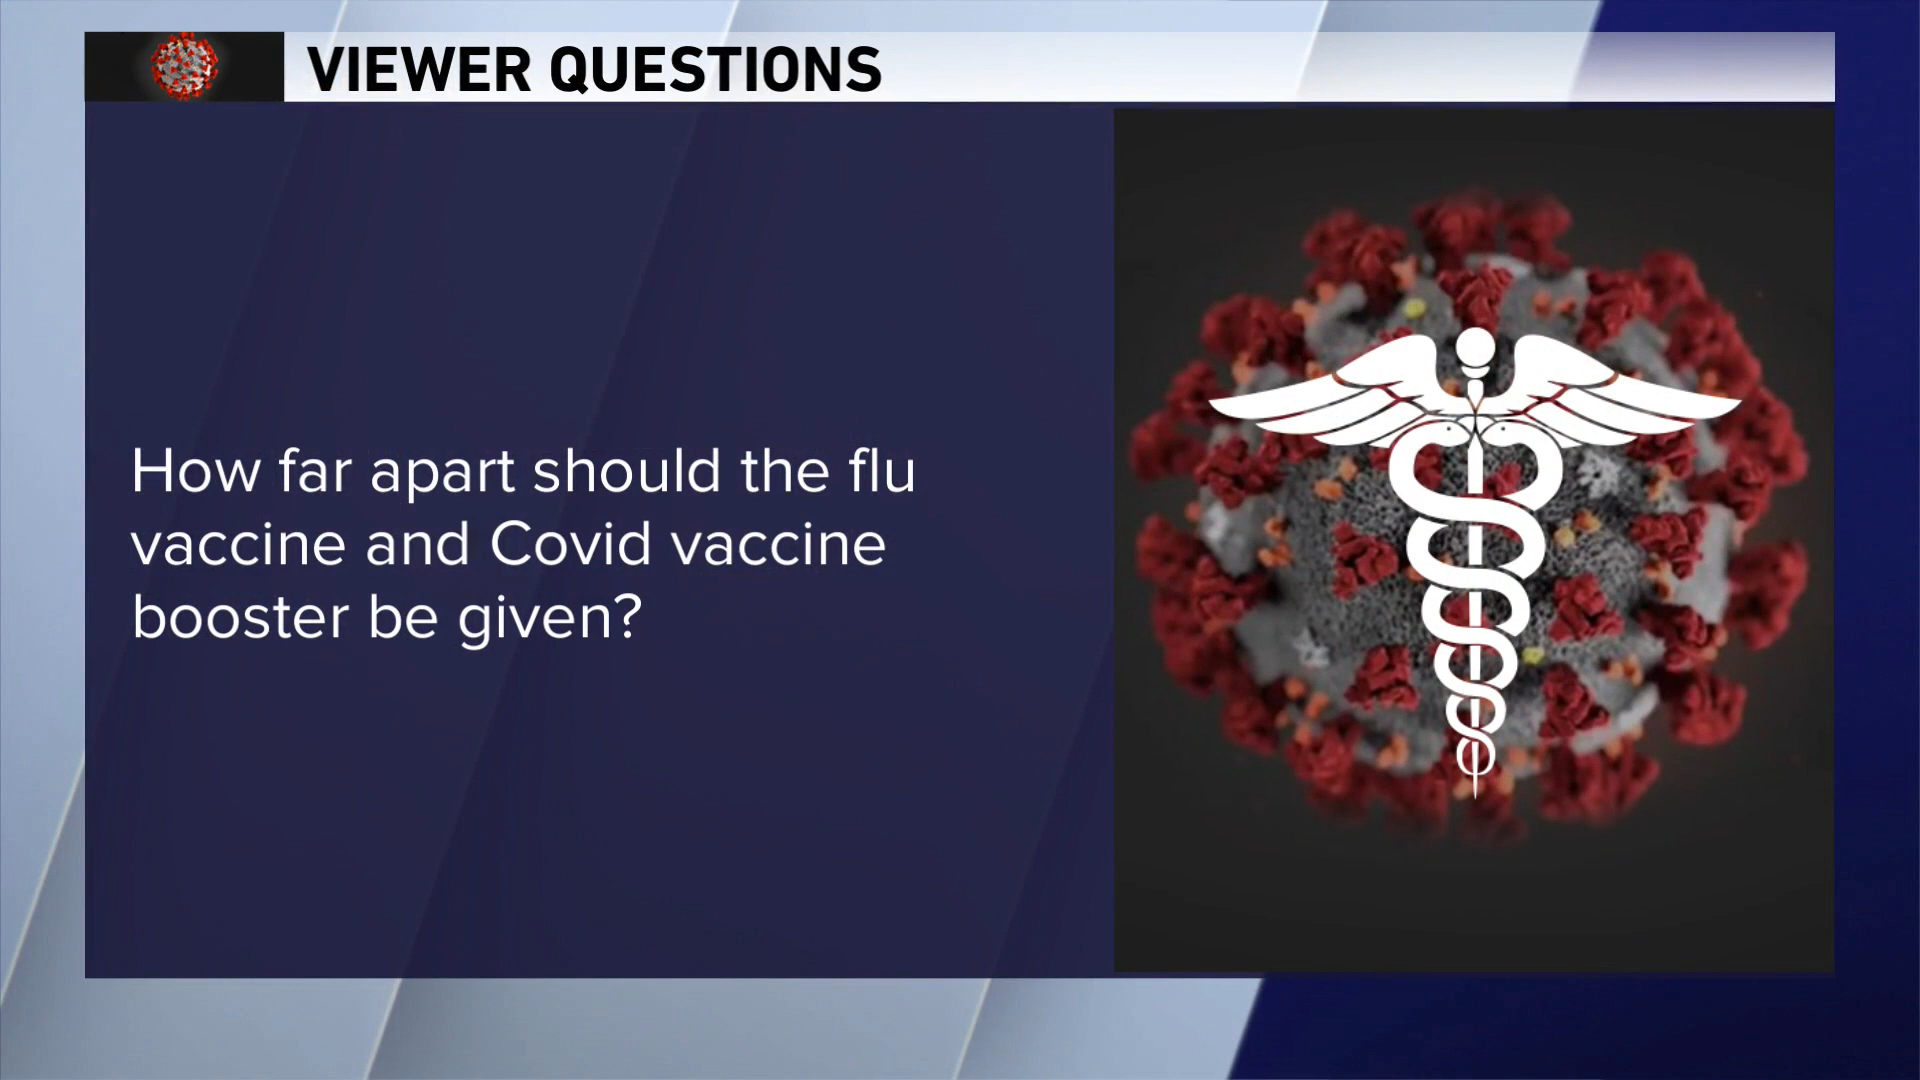 VIEWER QUESTIONS
How far apart should the flu
vaccine and Covid vaccine
booster be given?